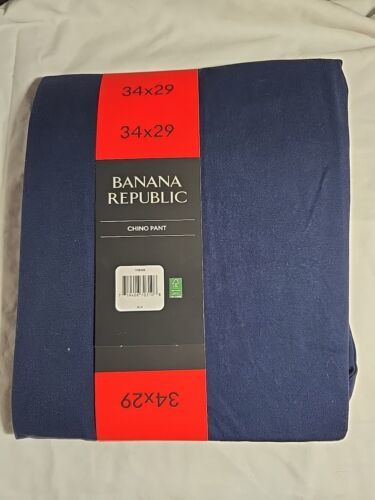 34x29
34x29
BANANA
REPUBLIC
CHINO PANT
34x29